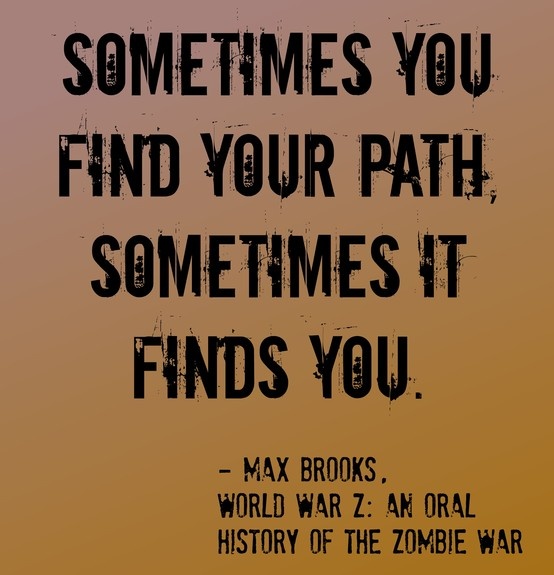 SOMETIMES YOU
FIND YOUR PATH,
SOMETIMES IT
FINDS YOU.
- MAX BROOKS,
WORLD WAR Z: AN ORAL
HISTORY OF THE ZOMBIE WAR